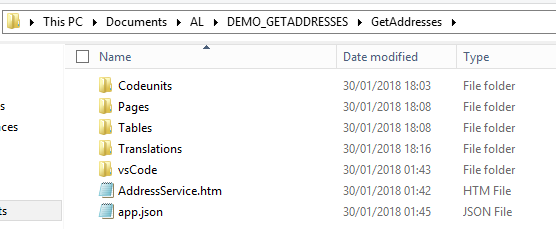 This PC Documents AL DEMO_GETADDRESSES GetAddresses
Name Date modified Type
Codeunits 30/01/2018 18:03 File folder
Pages 30/01/2018 18:08 File folder
Tables 30/01/2018 18:08 File folder
Translations 30/01/2018 18:16 File folder
vsCode 30/01/2018 01:43 File folder
AddressService.htm 30/01/2018 01:42 HTM File
app.json 30/01/2018 01:45 JSON File